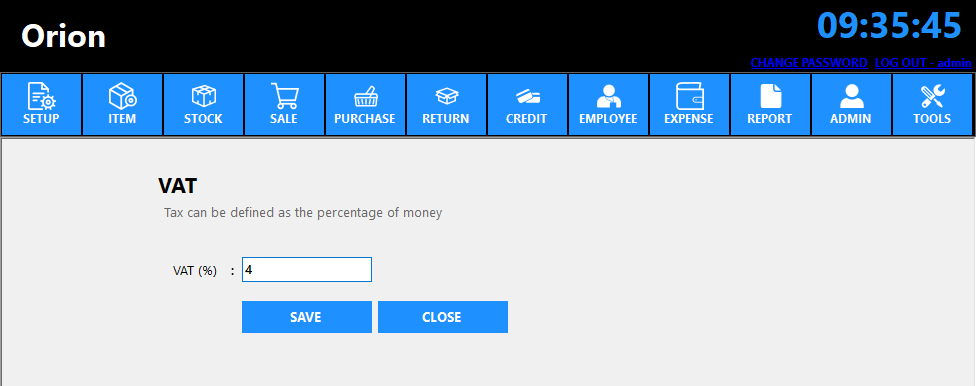 Orion
09:35:45
CHANGE PASSWORD LOG OUT - admin
SETUP ITEM STOCK SALE PURCHASE RETURN CREDIT EMPLOYEE EXPENSE REPORT ADMIN TOOLS
VAT
Tax can be defined as the percentage of money
VAT (%) : 4
SAVE CLOSE